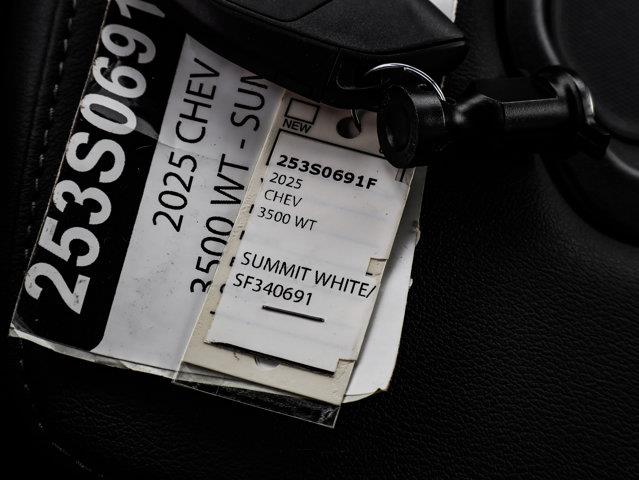 253S0691
2025 CHEV
3500 WT - SUM
NEW
253S0691F
2025
CHEV
3500 WT
SUMMIT WHITE/
SF340691